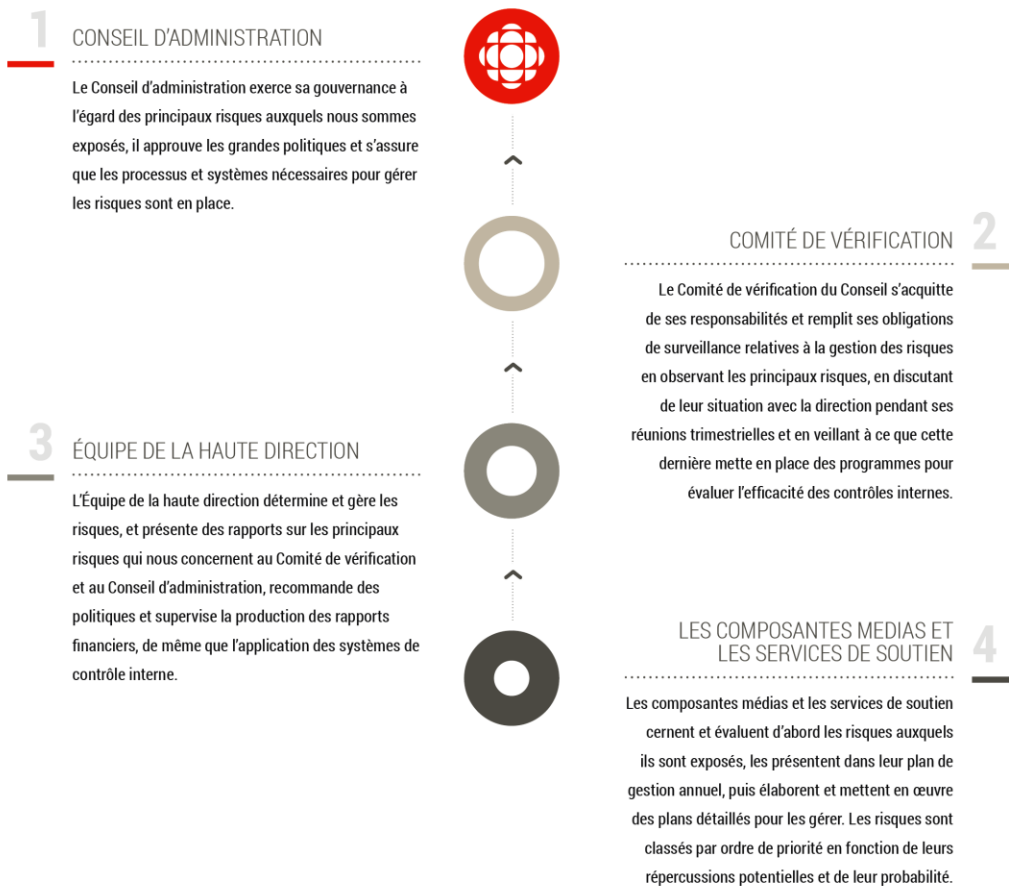 1
CONSEIL D'ADMINISTRATION
Le Conseil d'administration exerce sa gouvernance à
l'égard des principaux risques auxquels nous sommes
exposés, il approuve les grandes politiques et s'assure
que les processus et systèmes nécessaires pour gérer
les risques sont en place.
2
COMITÉ DE VÉRIFICATION
Le Comité de vérification du Conseil s'acquitte
de ses responsabilités et remplit ses obligations
de surveillance relatives à la gestion des risques
en observant les principaux risques, en discutant
de leur situation avec la direction pendant ses
réunions trimestrielles et en veillant à ce que cette
dernière mette en place des programmes pour
évaluer l'efficacité des contrôles internes.
3
ÉQUIPE DE LA HAUTE DIRECTION
L'Équipe de la haute direction détermine et gère les
risques, et présente des rapports sur les principaux
risques qui nous concernent au Comité de vérification
et au Conseil d'administration, recommande des
politiques et supervise la production des rapports
financiers, de même que l'application des systèmes de
contrôle interne.
4
LES COMPOSANTES MEDIAS ET
LES SERVICES DE SOUTIEN
Les composantes médias et les services de soutien
cernent et évaluent d'abord les risques auxquels
ils sont exposés, les présentent dans leur plan de
gestion annuel, puis élaborent et mettent en œuvre
des plans détaillés pour les gérer. Les risques sont
classés par ordre de priorité en fonction de leurs
répercussions potentielles et de leur probabilité.